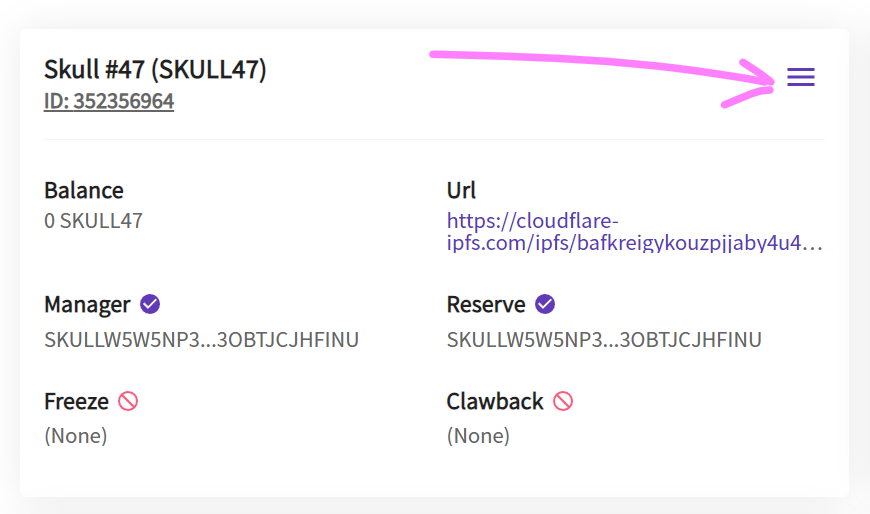 Skull #47 (SKULL47)
ID: 352356964
Balance
0 SKULL47
Url
https://cloudflare-
ipfs.com/ipfs/bafkreigykouzpjjaby4u4…
Manager
SKULLW5W5NP3...3OBTJCJHFINU
Reserve
SKULLW5W5NP3...3OBTJCJHFINU
Freeze
(None)
Clawback
(None)